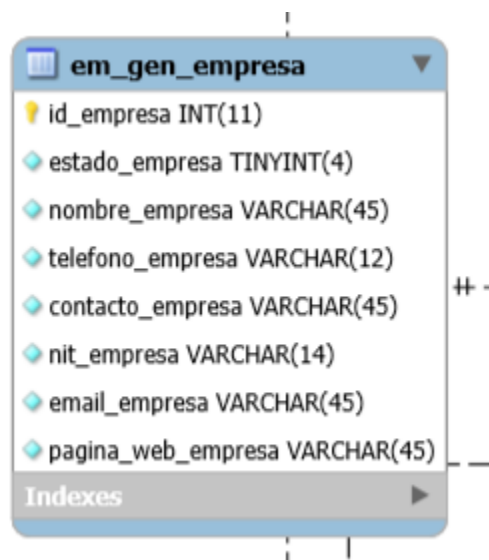 em_gen_empresa
id_empresa INT(11)
estado_empresa TINYINT(4)
nombre_empresa VARCHAR(45)
telefono_empresa VARCHAR(12)
contacto_empresa VARCHAR(45)
nit_empresa VARCHAR(14)
email_empresa VARCHAR(45)
pagina_web_empresa VARCHAR(45)
Indexes